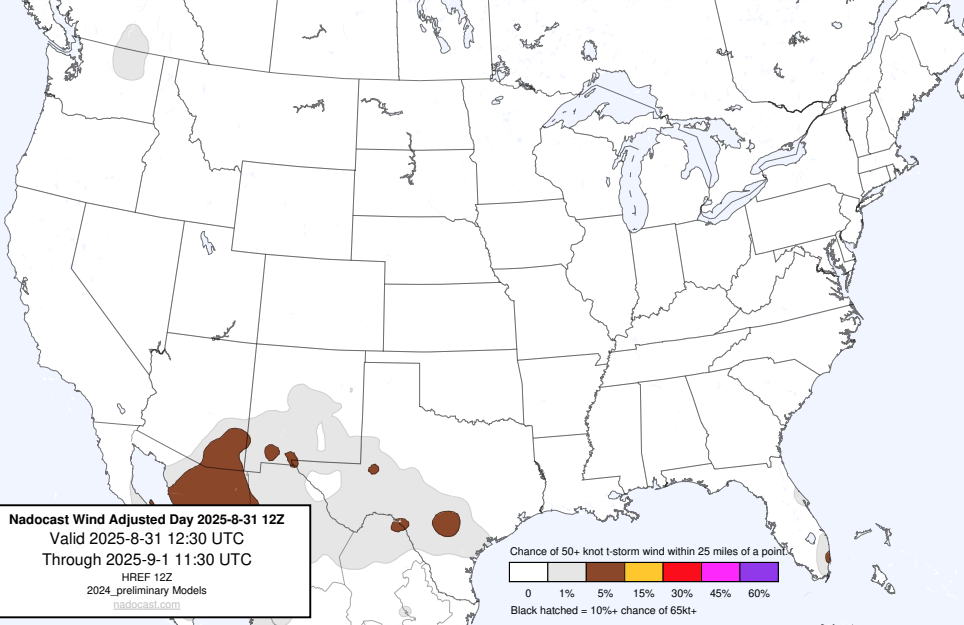 Nadocast Wind Adjusted Day 2025-8-31 12Z
Valid 2025-8-31 12:30 UTC
Through 2025-9-1 11:30 UTC
HREF 12Z
2024_preliminary Models
nadocast.com
Chance of 50+ knot t-storm wind within 25 miles of a point.
0 1% 5% 15% 30% 45% 60%
Black hatched = 10%+ chance of 65kt+